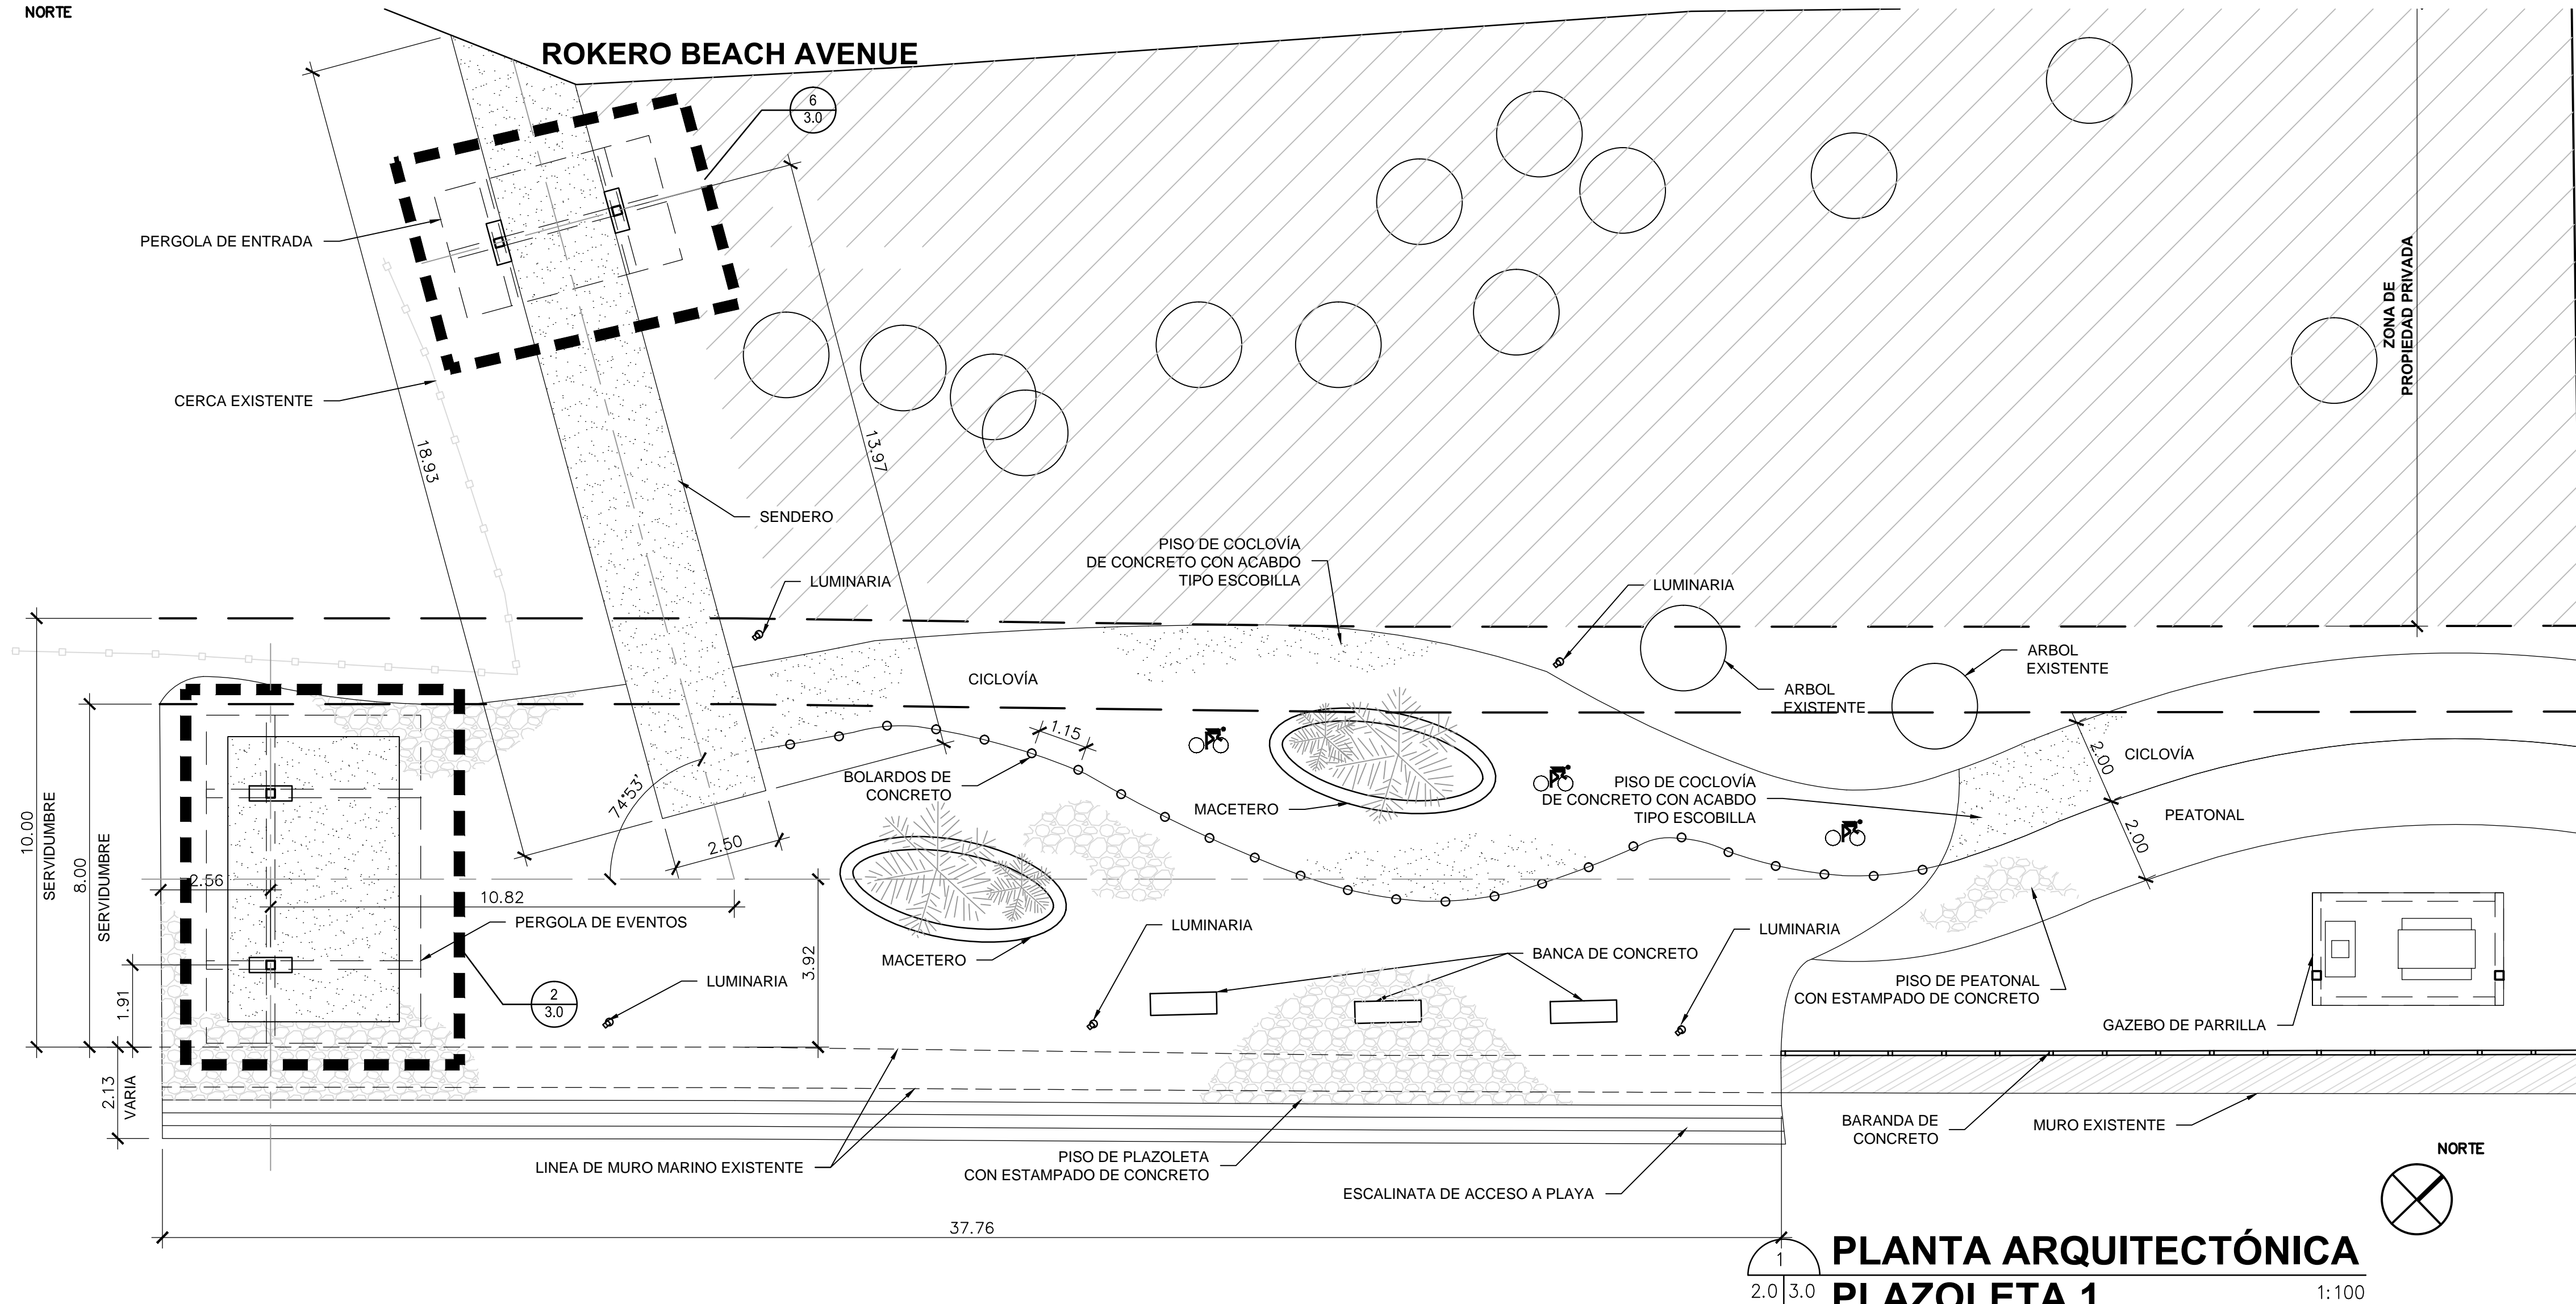 NORTE
ROKERO BEACH AVENUE
6
3.0
PERGOLA DE ENTRADA
CERCA EXISTENTE
18.93
13.97
ZONA DE
PROPIEDAD PRIVADA
SENDERO
PISO DE COCLOVÍA
DE CONCRETO CON ACABDO
TIPO ESCOBILLA
LUMINARIA
LUMINARIA
ARBOL
EXISTENTE
ARBOL
EXISTENTE
CICLOVÍA
1.15
BOLARDOS DE
CONCRETO
MACETERO
PISO DE COCLOVÍA
DE CONCRETO CON ACABDO
TIPO ESCOBILLA
2.00
CICLOVÍA
2.00
PEATONAL
10.00
SERVIDUMBRE
8.00
SERVIDUMBRE
74°53'
2.50
2.56
10.82
PERGOLA DE EVENTOS
3.92
MACETERO
LUMINARIA
BANCA DE CONCRETO
LUMINARIA
LUMINARIA
2
3.0
1.91
2.13
VARIA
PISO DE PEATONAL
CON ESTAMPADO DE CONCRETO
GAZEBO DE PARRILLA
BARANDA DE
CONCRETO
MURO EXISTENTE
LINEA DE MURO MARINO EXISTENTE
PISO DE PLAZOLETA
CON ESTAMPADO DE CONCRETO
ESCALINATA DE ACCESO A PLAYA
NORTE
37.76
1
2.0 3.0
PLANTA ARQUITECTÓNICA
PLAZOLETA 1
1:100